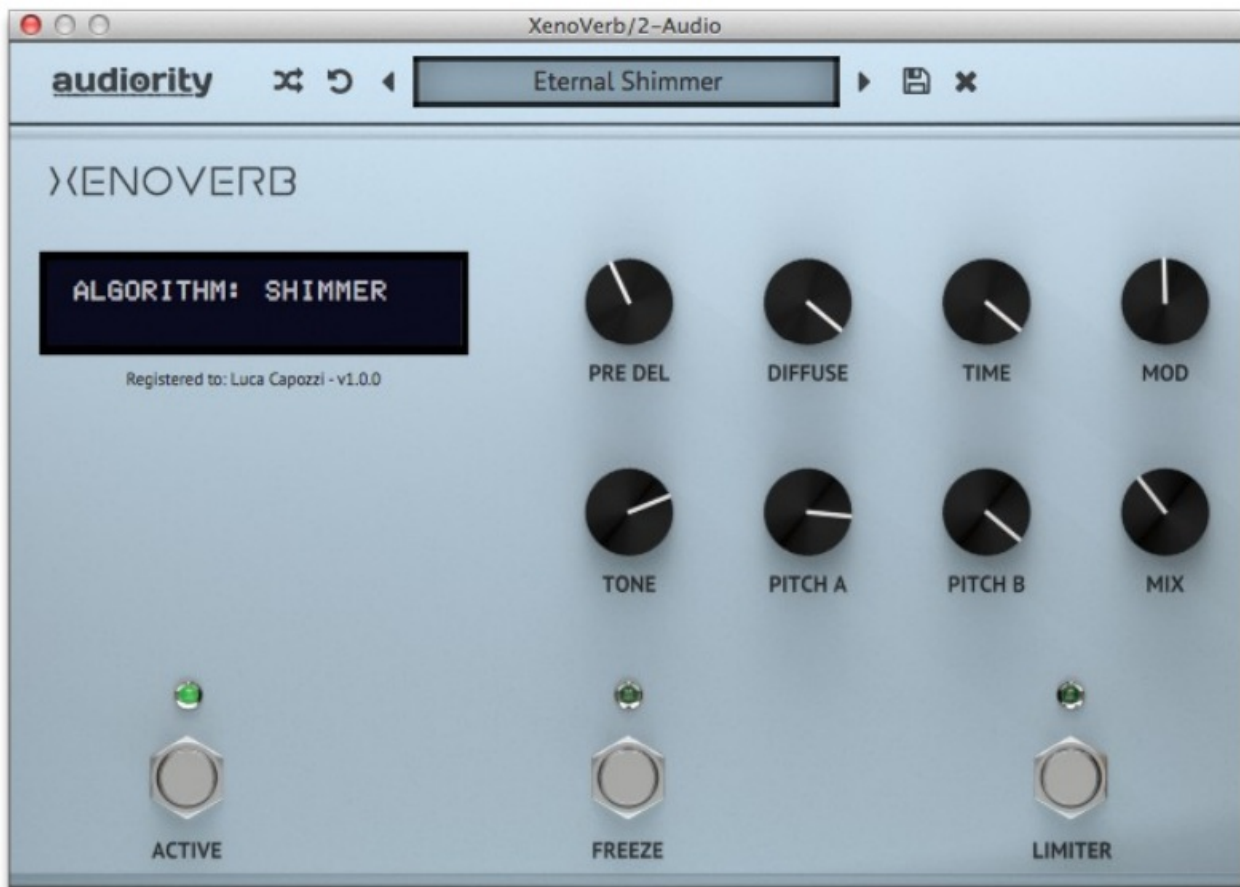 XenoVerb/2-Audio
audiority
Eternal Shimmer
XENOVERB
ALGORITHM: SHIMMER
Registered to: Luca Capozzi - v1.0.0
PRE DEL
DIFFUSE
TIME
MOD
TONE
PITCH A
PITCH B
MIX
ACTIVE
FREEZE
LIMITER